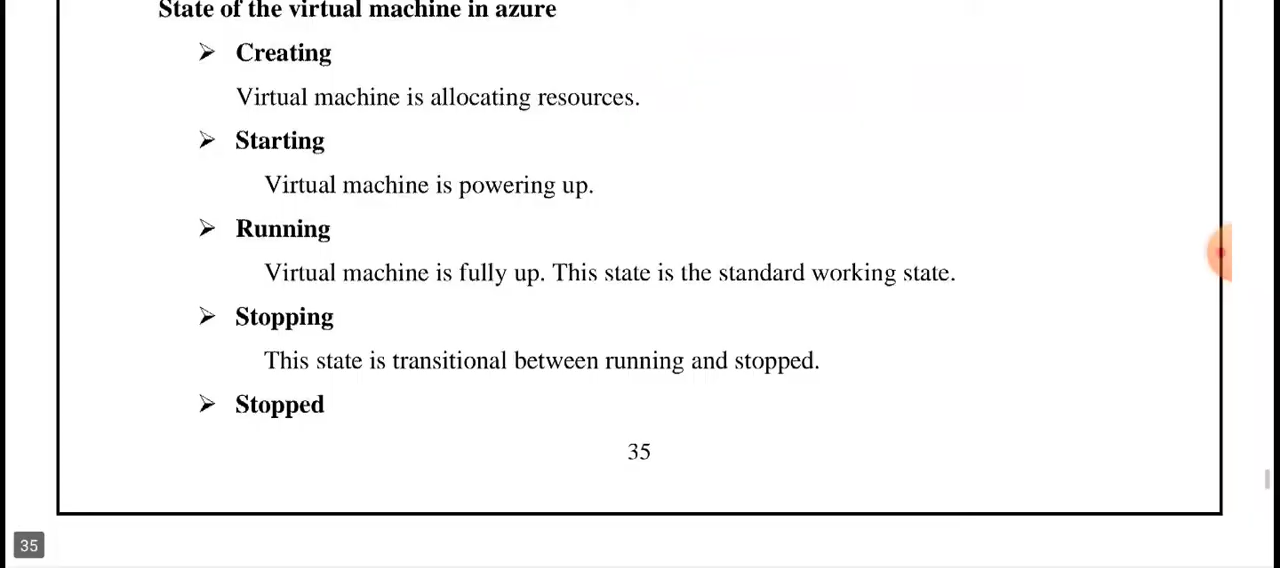 State of the virtual machine in azure
➢ Creating
Virtual machine is allocating resources.
➢ Starting
Virtual machine is powering up.
➢ Running
Virtual machine is fully up. This state is the standard working state.
➢ Stopping
This state is transitional between running and stopped.
➢ Stopped
35
35